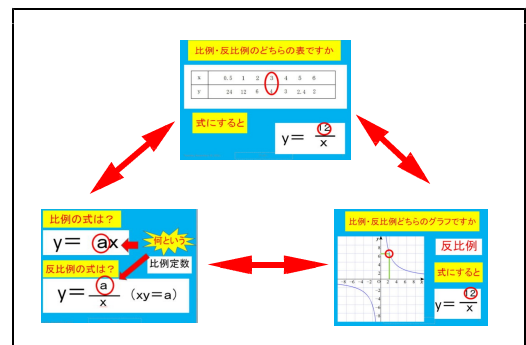 比例・反比例のどちらの表ですか
x 0.5 1 2 3 4 5 6
y 24 12 6 4 3 2.4 2
式にすると
y= 12/x
比例の式は？
y= ax
何という
比例定数
反比例の式は？
y= a/x (xy=a)
比例・反比例どちらのグラフですか
反比例
式にすると
y= 12/x